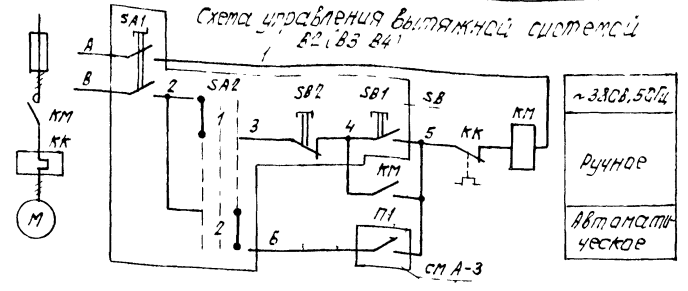 Схема управления вытяжной системой
В2 (В3 В4)
SA1
А
1
В
2
SA2
SB2
SB1
SB
КМ
КК
1
3
4
5
КК
КМ
КМ
М
2
Б
П1
см А-3
~380В, 50Гц
Ручное
Автомати-
ческое